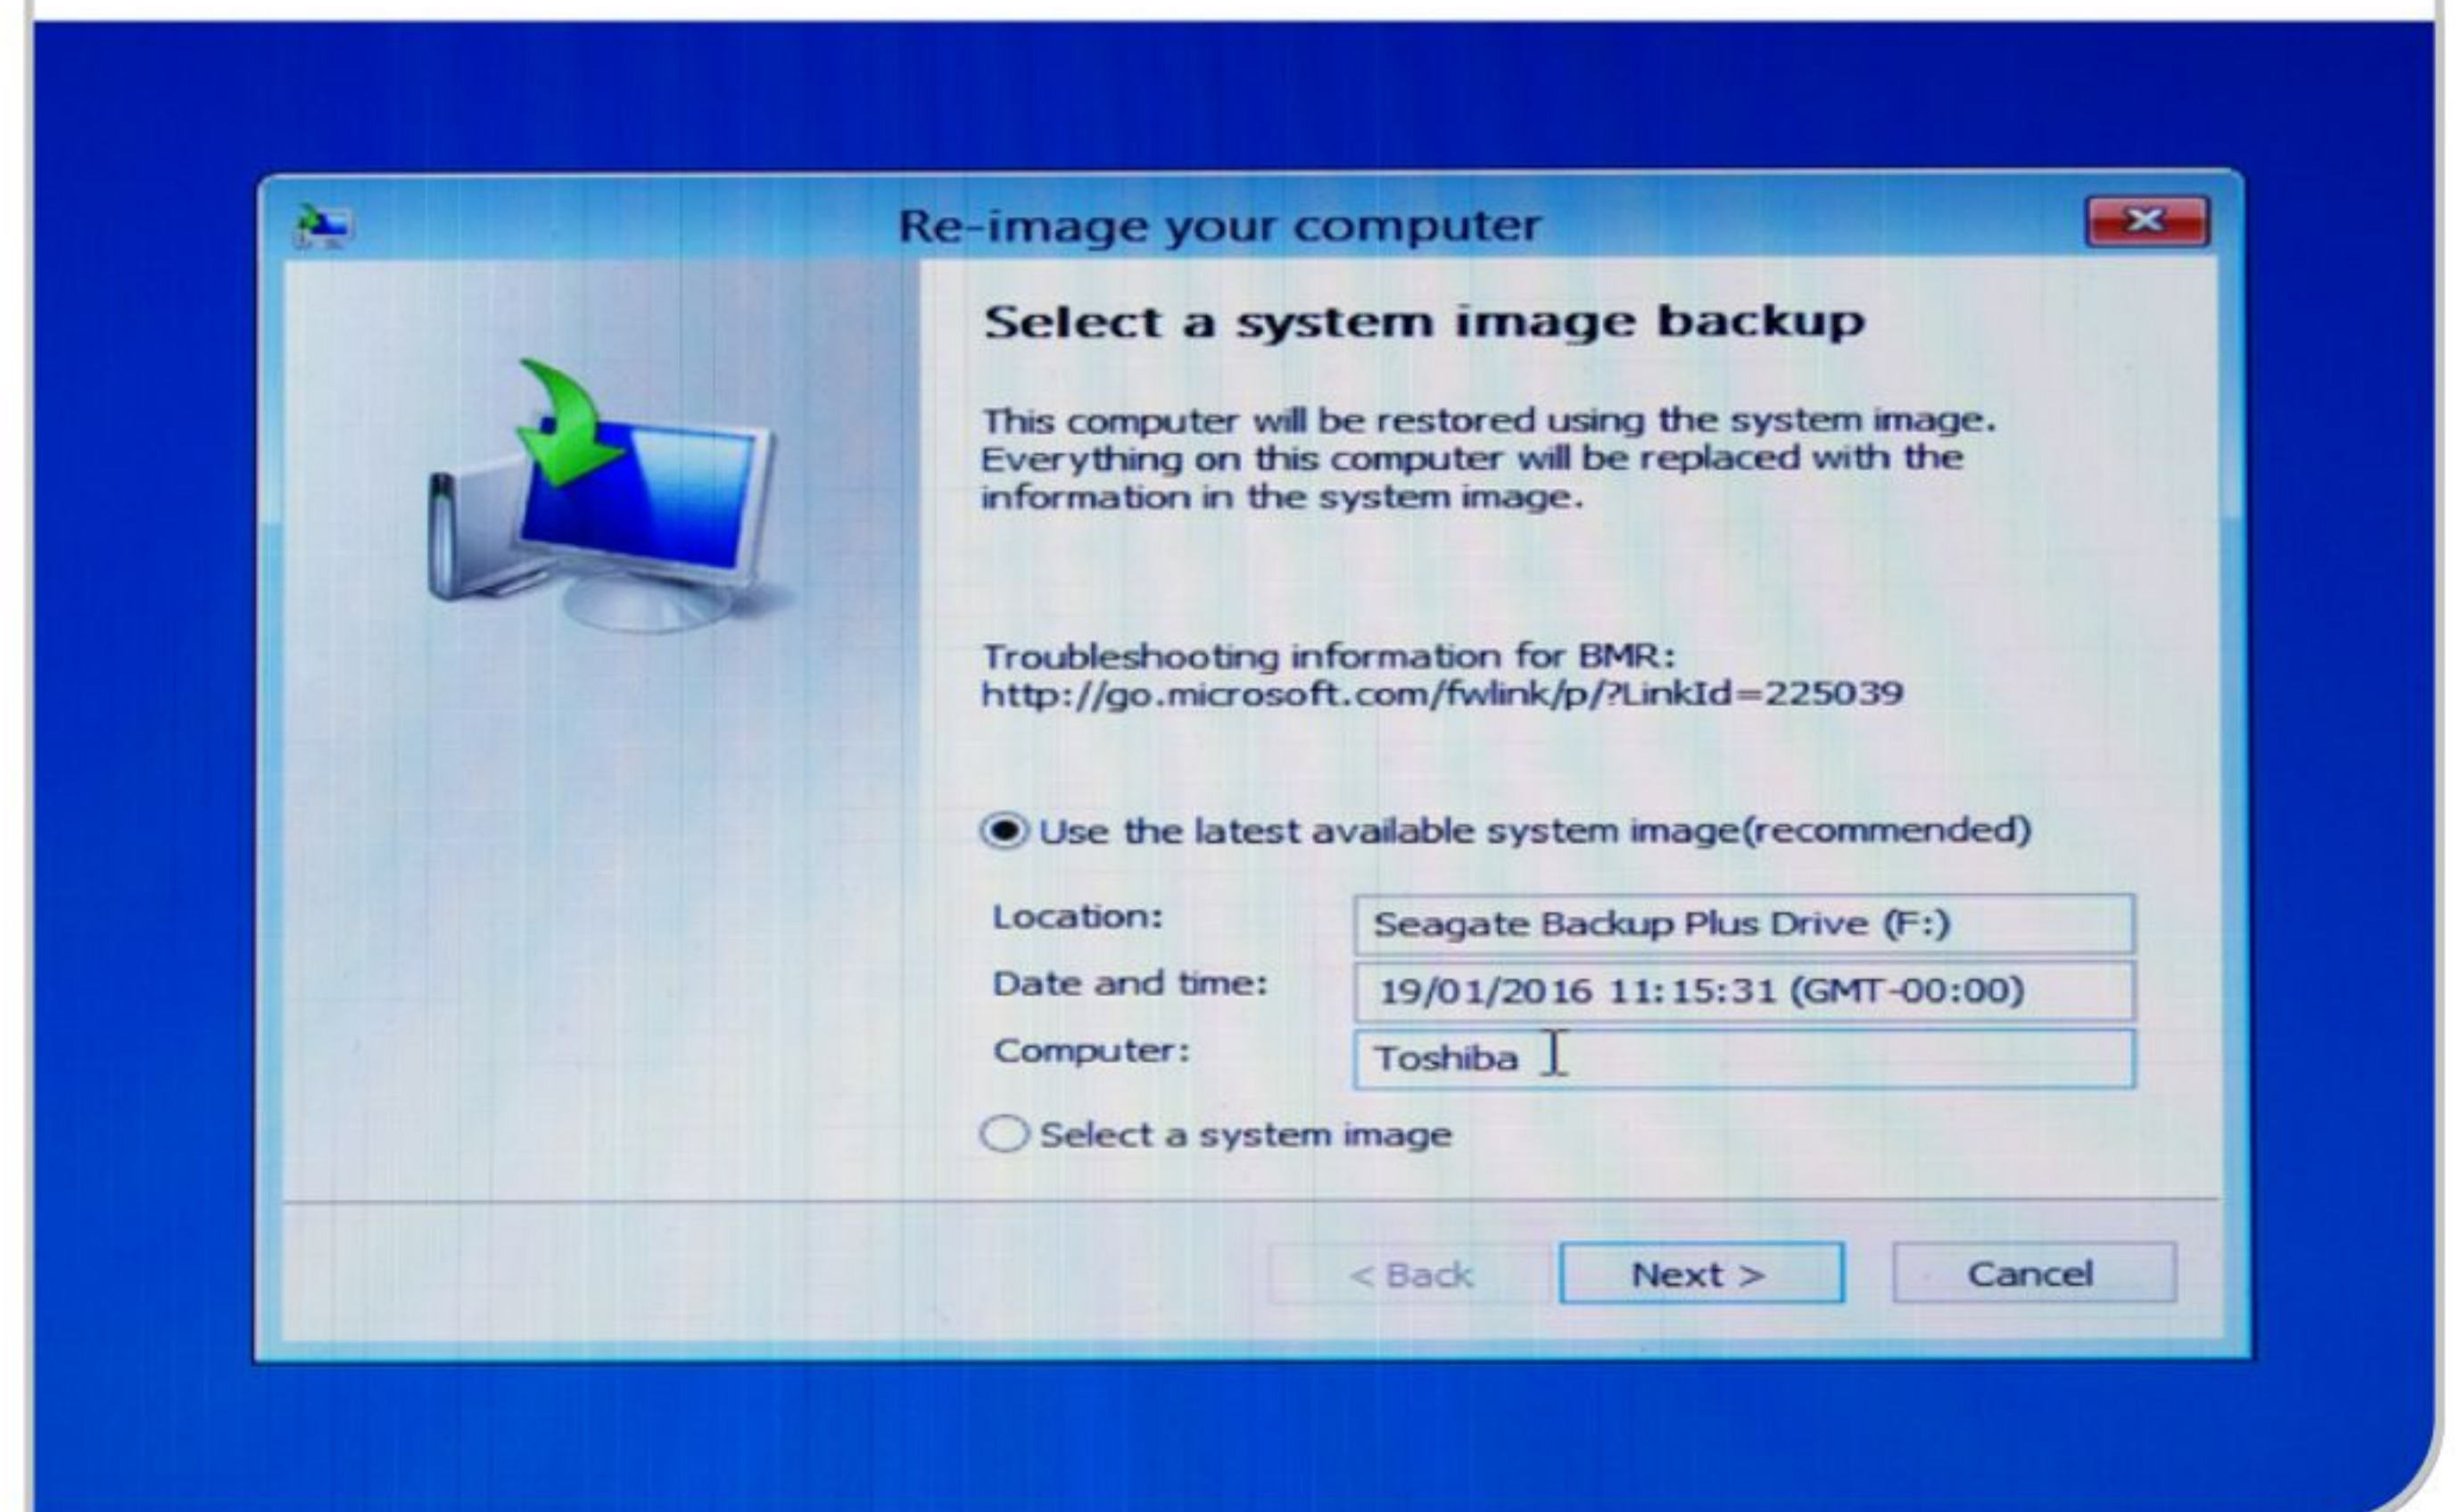 Re-image your computer
Select a system image backup
This computer will be restored using the system image.
Everything on this computer will be replaced with the
information in the system image.
Troubleshooting information for BMR:
http://go.microsoft.com/fwlink/p/?LinkId=225039
Use the latest available system image(recommended)
Location: Seagate Backup Plus Drive (F:)
Date and time: 19/01/2016 11:15:31 (GMT-00:00)
Computer: Toshiba
Select a system image
< Back Next > Cancel